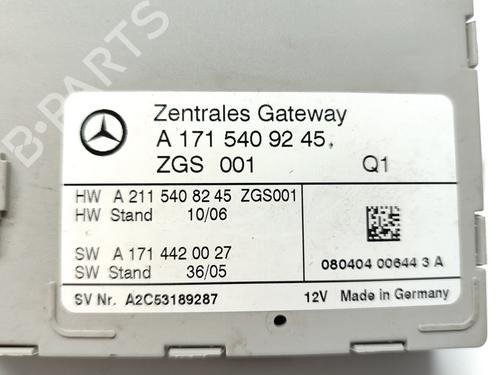 B-PARTS
Zentrales Gateway
A 171 540 92 45
ZGS 001 Q1
HW A 211 540 82 45 ZGS001
HW Stand 10/06
SW A 171 442 00 27
SW Stand 36/05
080404 00644 3 A
SV Nr. A2C53189287 12V Made in Germany